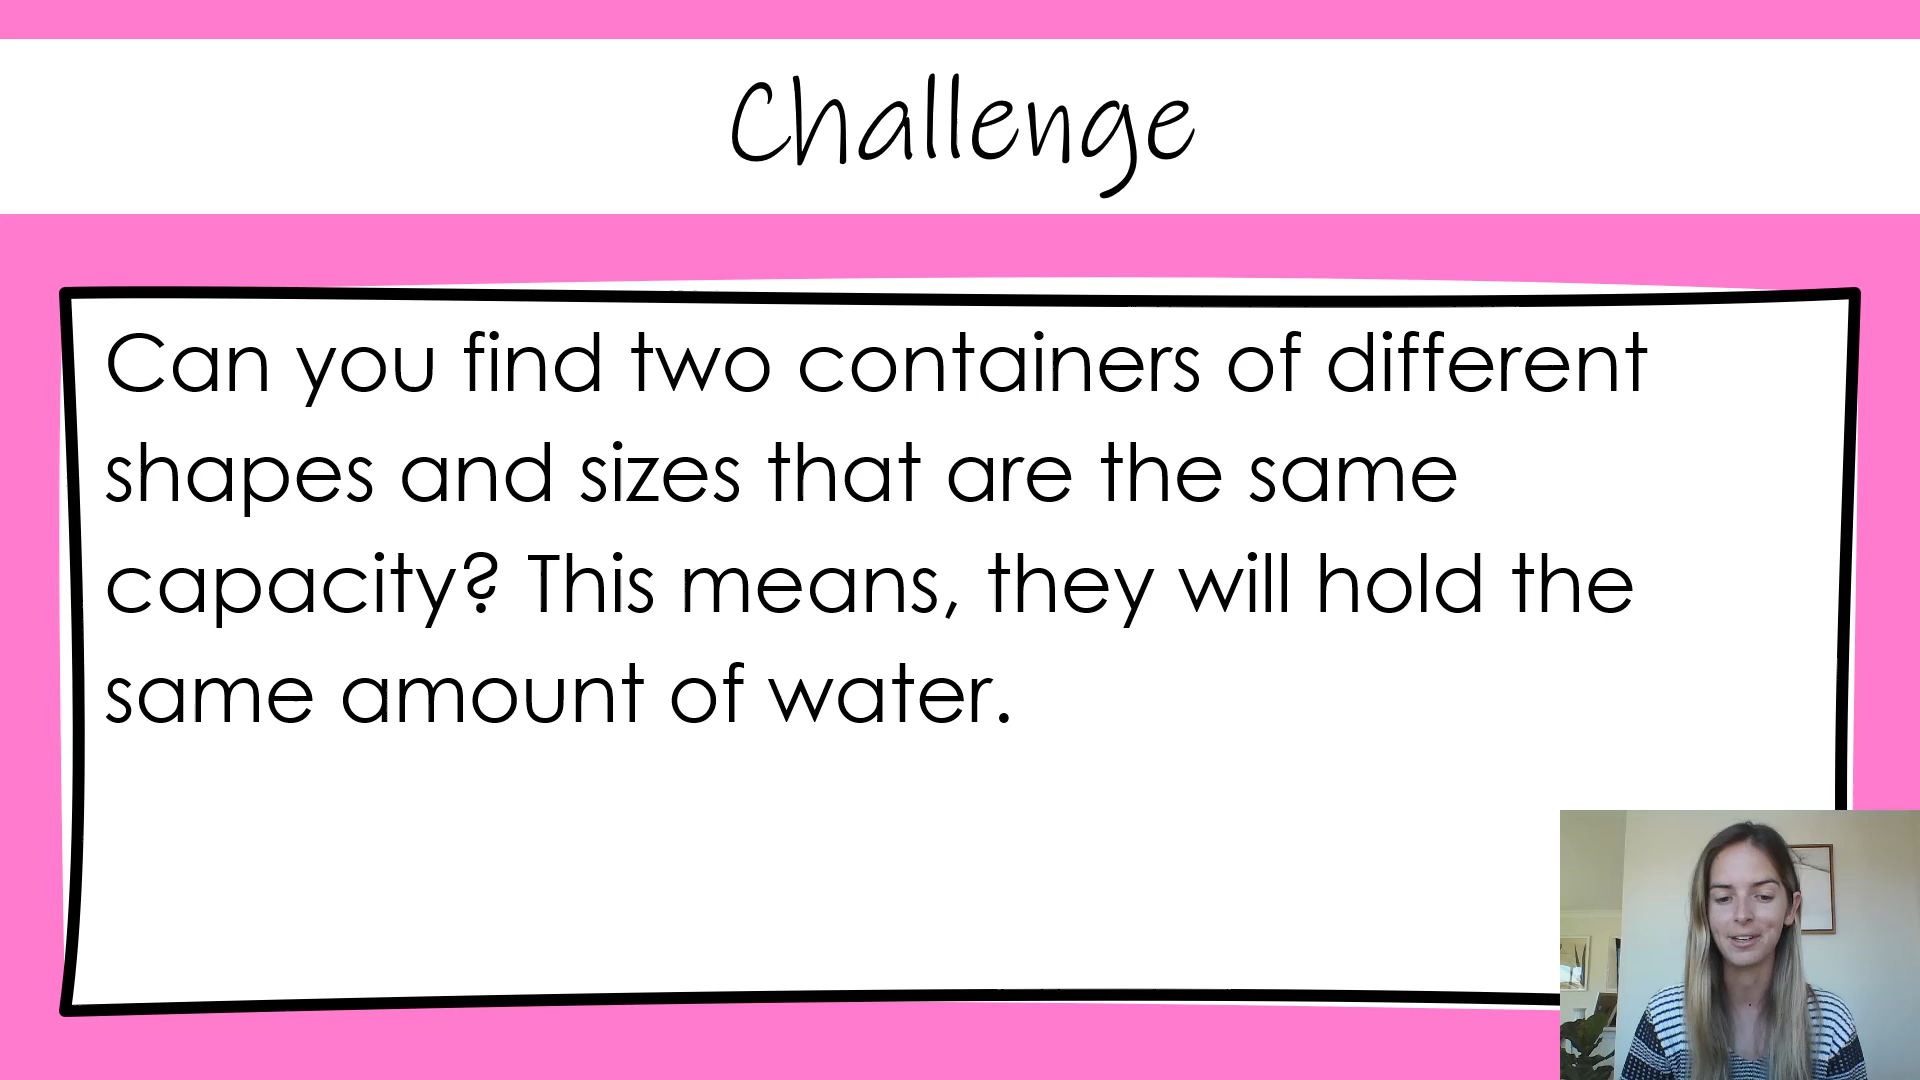 Challenge
Can you find two containers of different
shapes and sizes that are the same
capacity? This means, they will hold the
same amount of water.